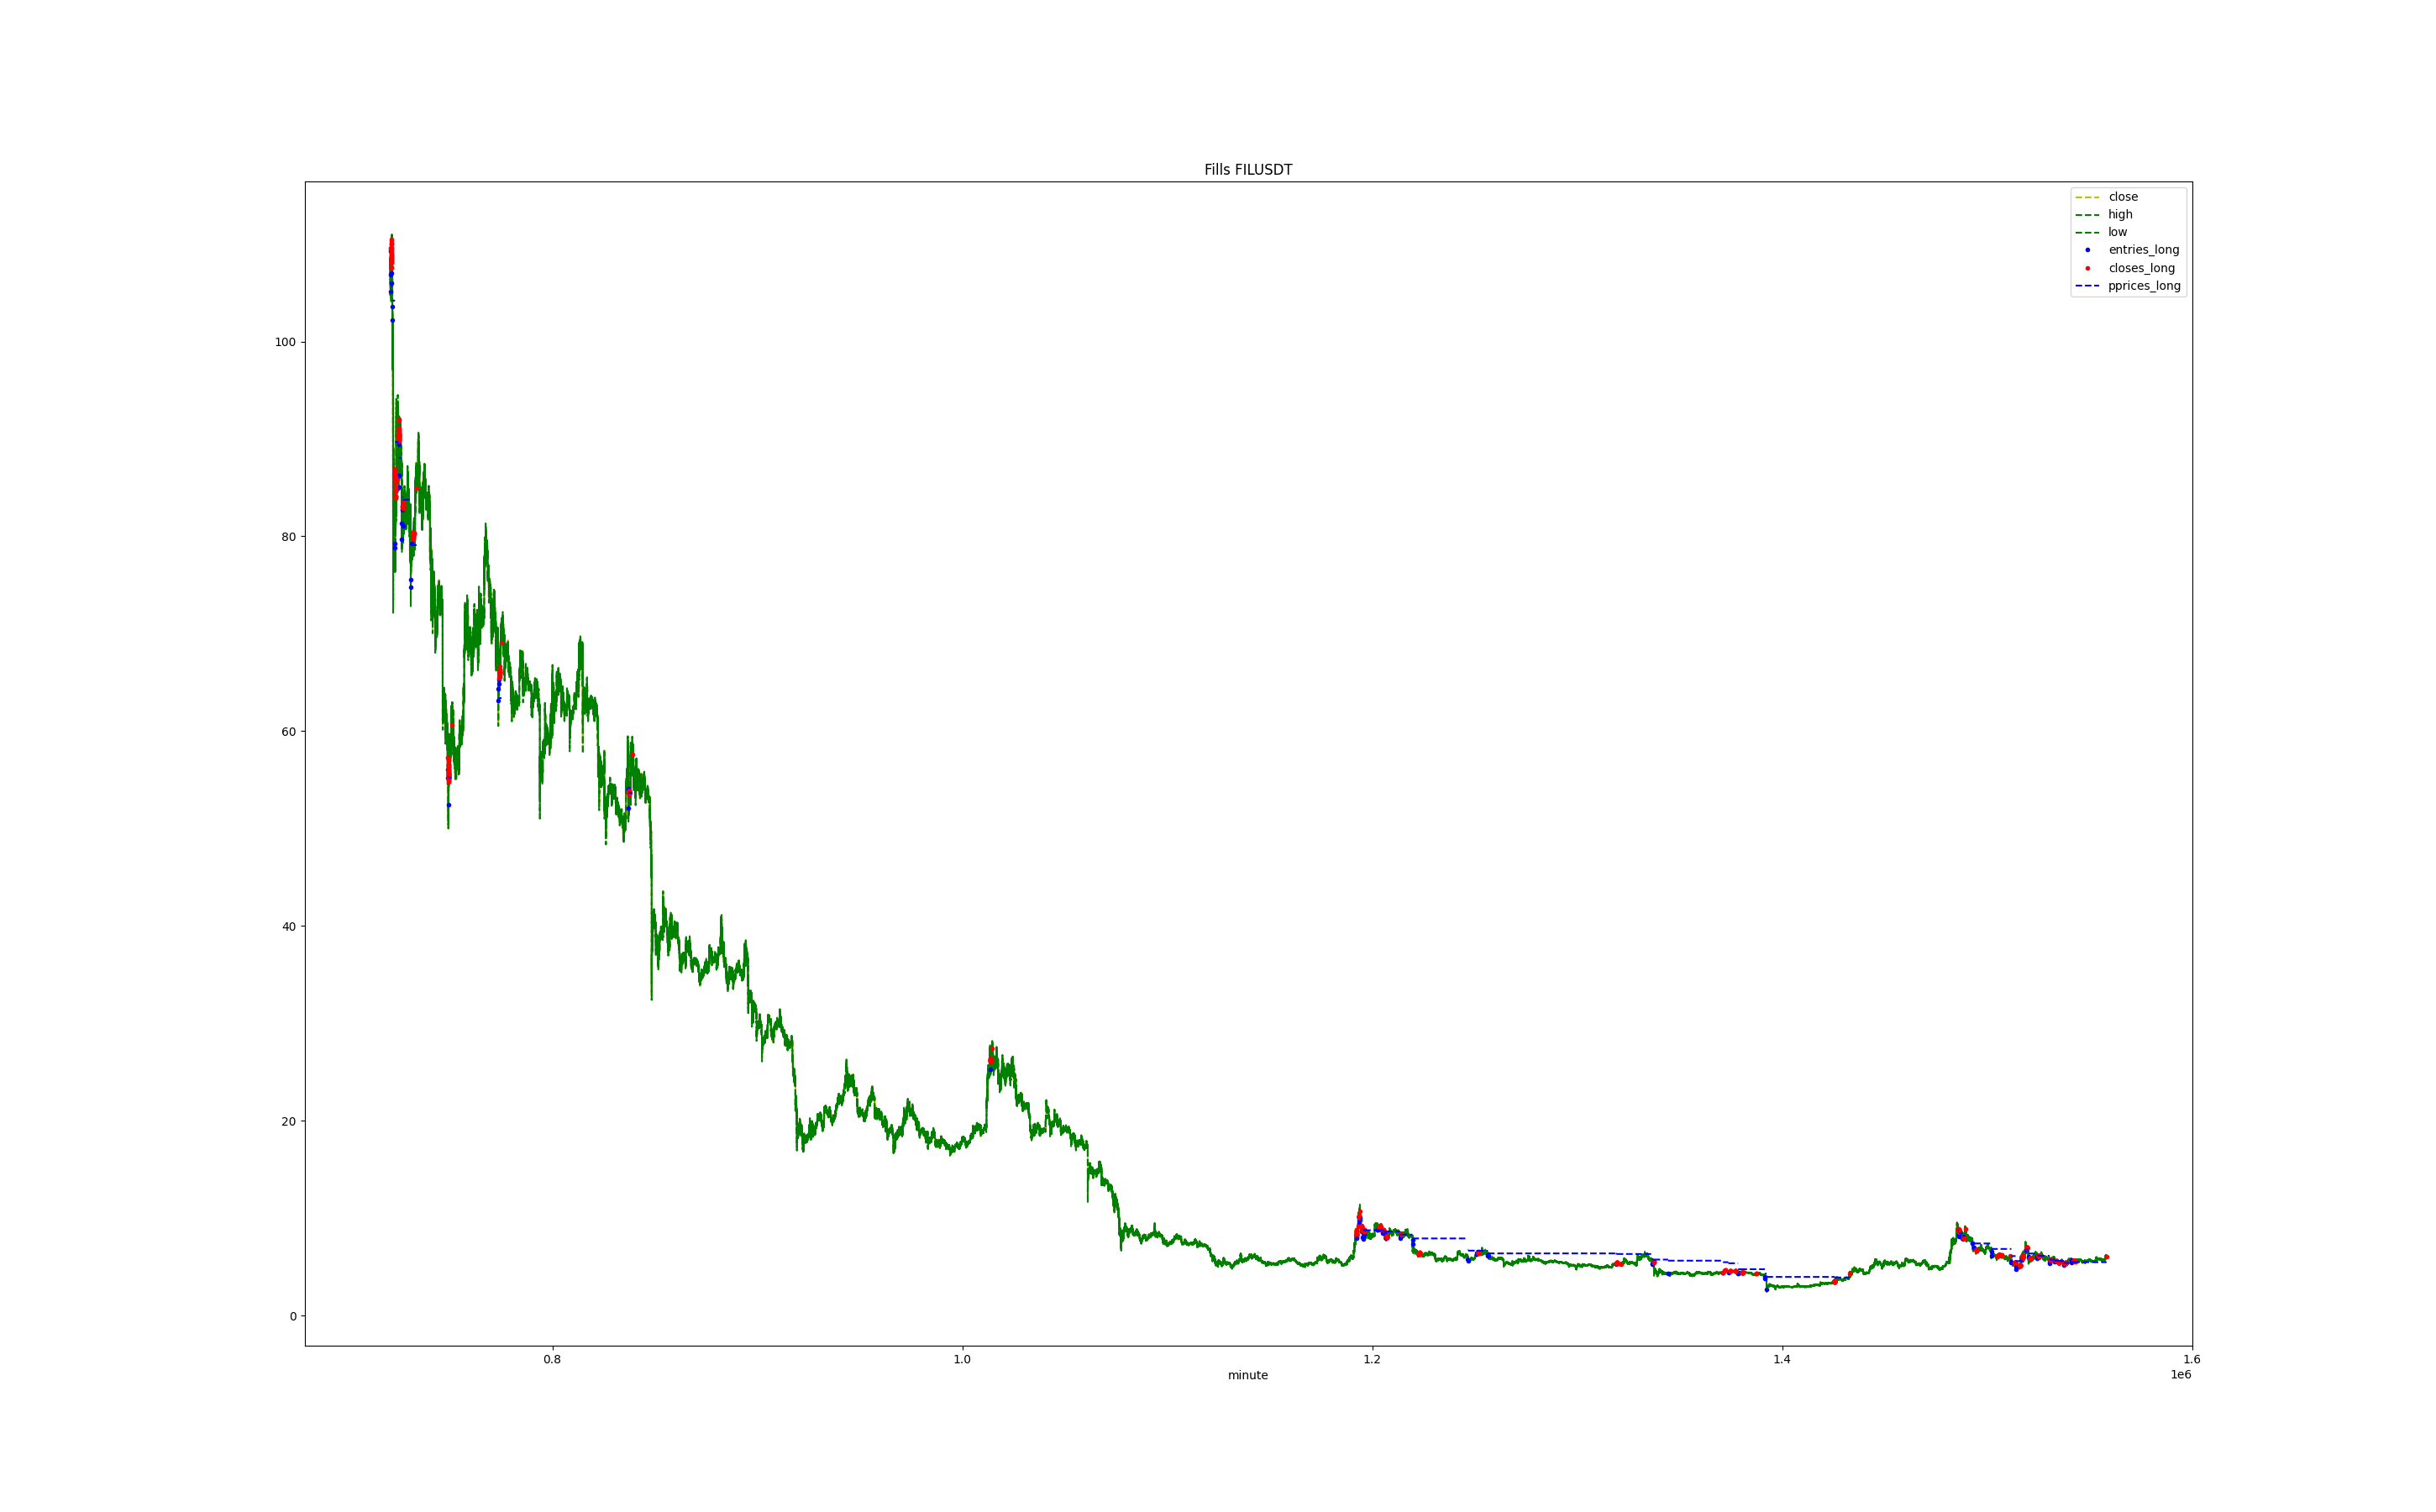 Fills FILUSDT
close
high
low
entries_long
closes_long
pprices_long
100
80
60
40
20
0
0.8
1.0
1.2
1.4
1.6
minute
1e6